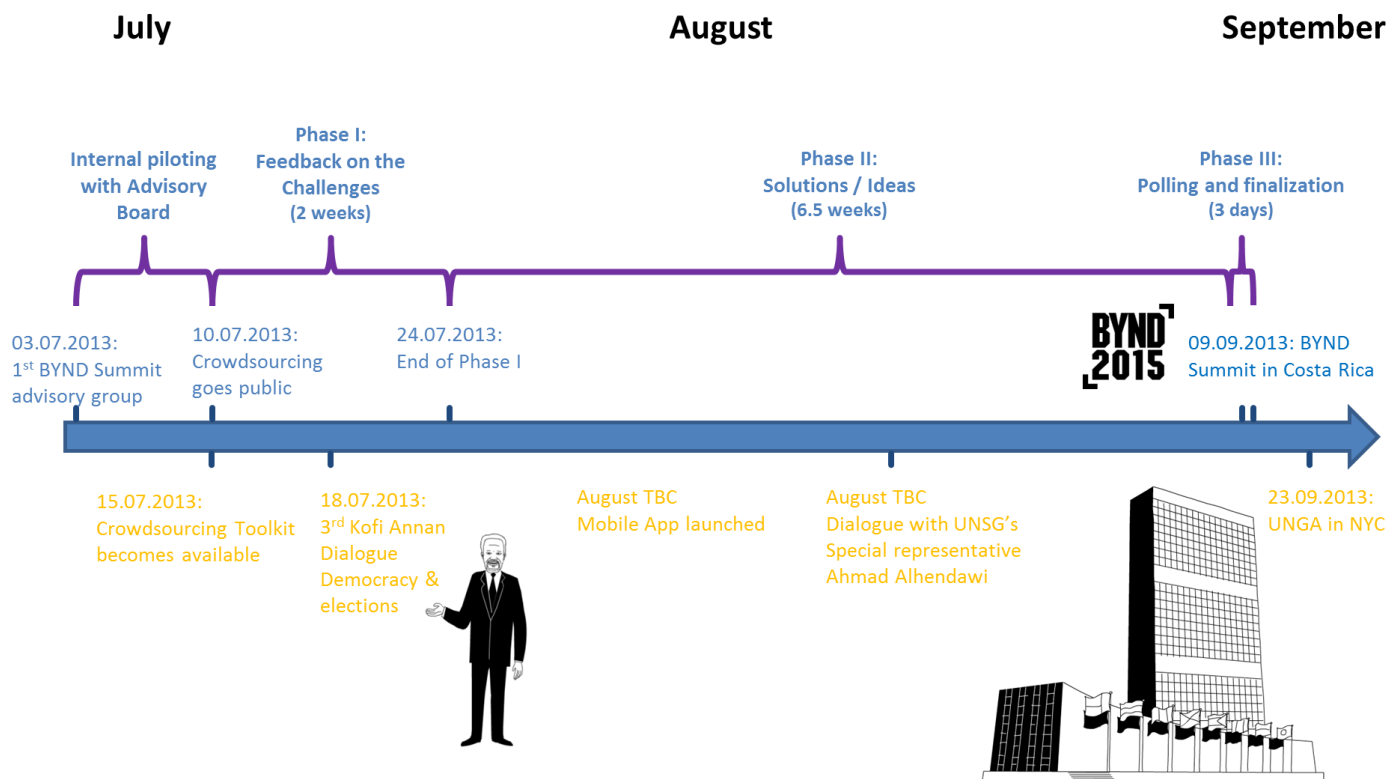 July
August
September
Internal piloting
with Advisory
Board
Phase I:
Feedback on the
Challenges
(2 weeks)
Phase II:
Solutions / Ideas
(6.5 weeks)
Phase III:
Polling and finalization
(3 days)
03.07.2013:
1st BYND Summit
advisory group
10.07.2013:
Crowdsourcing
goes public
24.07.2013:
End of Phase I
BYND
2015
09.09.2013: BYND
Summit in Costa Rica
15.07.2013:
Crowdsourcing Toolkit
becomes available
18.07.2013:
3rd Kofi Annan
Dialogue
Democracy &
elections
August TBC
Mobile App launched
August TBC
Dialogue with UNSG’s
Special representative
Ahmad Alhendawi
23.09.2013:
UNGA in NYC